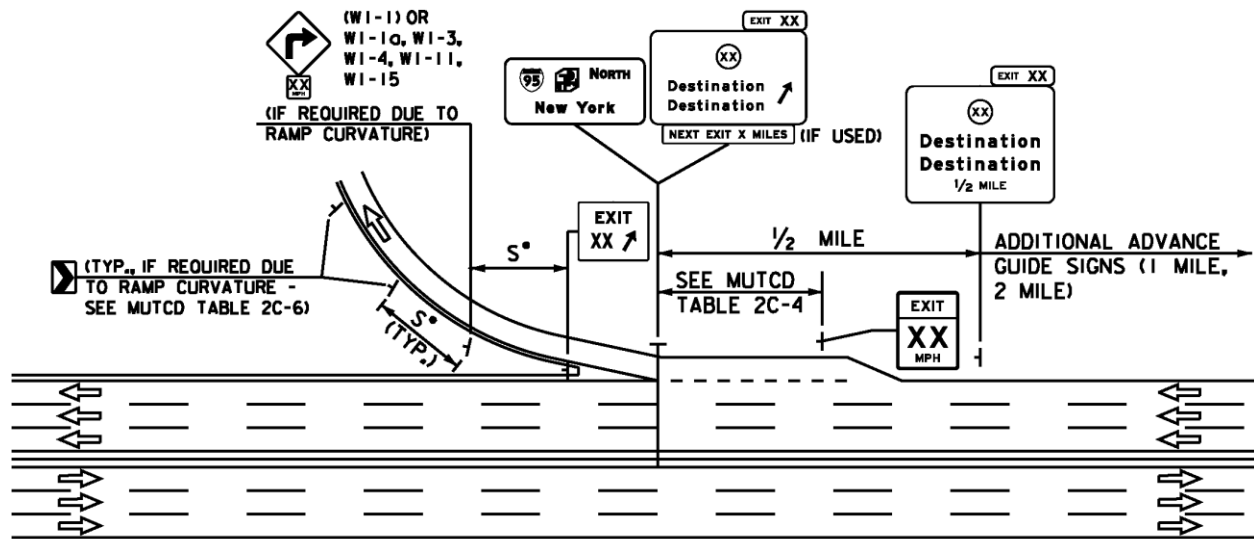 (W1-1) OR
W1-1a, W1-3,
W1-4, W1-11,
W1-15
XX
MPH
(IF REQUIRED DUE TO
RAMP CURVATURE)
95 NORTH
New York
EXIT XX
XX
Destination
Destination
NEXT EXIT X MILES (IF USED)
EXIT XX
XX
Destination
Destination
1/2 MILE
EXIT
XX
S*
1/2 MILE
ADDITIONAL ADVANCE
GUIDE SIGNS (1 MILE,
2 MILE)
(TYP., IF REQUIRED DUE
TO RAMP CURVATURE -
SEE MUTCD TABLE 2C-6)
S*
(TYP.)
SEE MUTCD
TABLE 2C-4
EXIT
XX
MPH